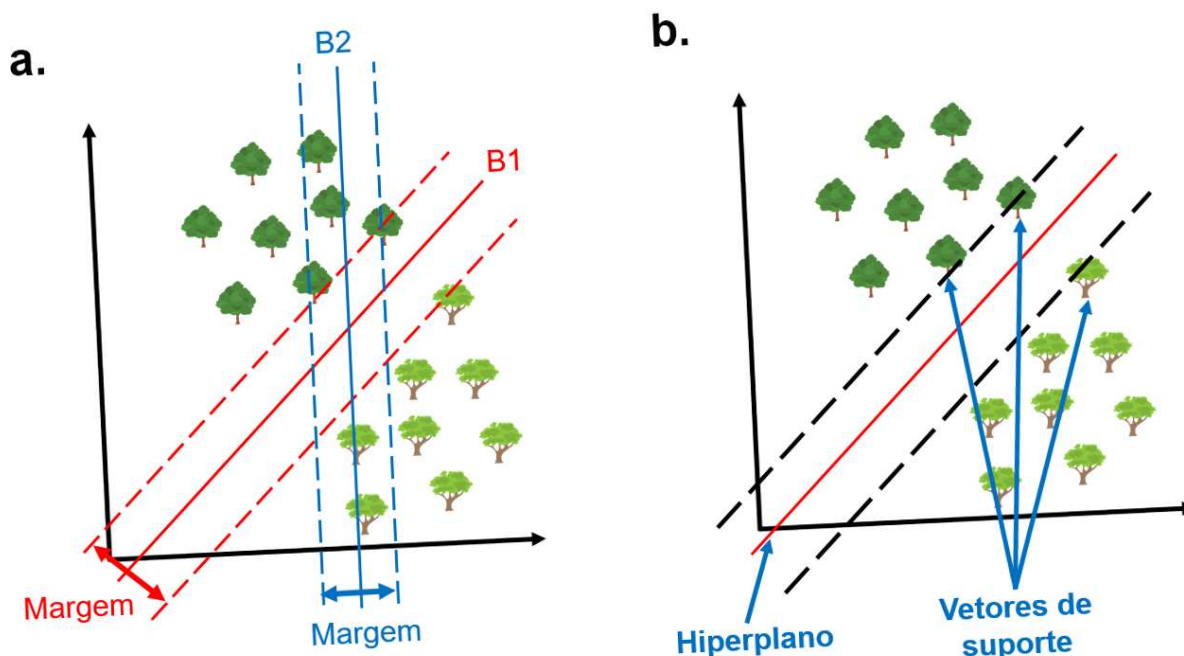 a.
B2
B1
Margem
Margem
b.
Hiperplano
Vetores de
suporte